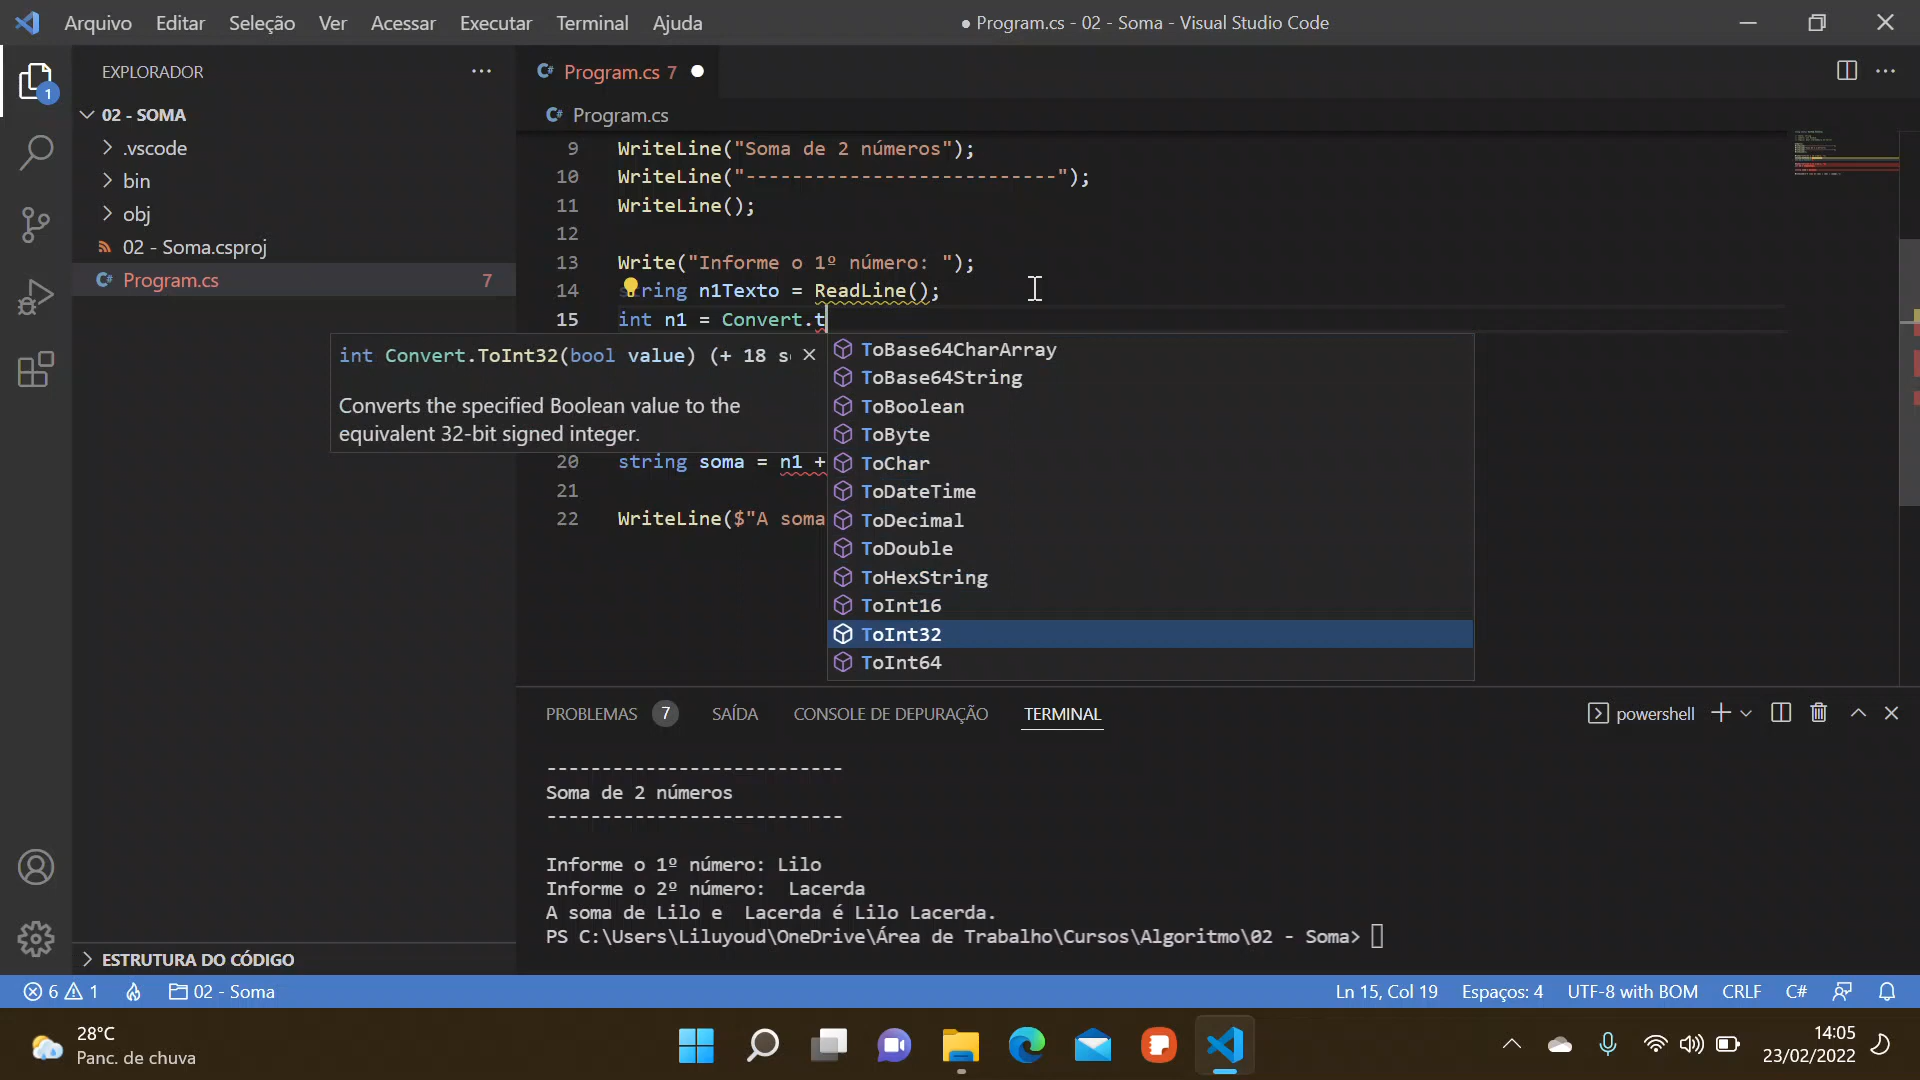 Arquivo Editar Seleção Ver Acessar Executar Terminal Ajuda
● Program.cs - 02 - Soma - Visual Studio Code
EXPLORADOR
1
02 - SOMA
.vscode
bin
obj
02 - Soma.csproj
Program.cs 7
Program.cs 7
Program.cs
9 WriteLine("Soma de 2 números");
10 WriteLine("---------------------------");
11 WriteLine();
12
13 Write("Informe o 1º número: ");
14 string n1Texto = ReadLine();
15 int n1 = Convert.t
int Convert.ToInt32(bool value) (+ 18 s
Converts the specified Boolean value to the
equivalent 32-bit signed integer.
20 string soma = n1 +
21
22 WriteLine($"A soma
ToBase64CharArray
ToBase64String
ToBoolean
ToByte
ToChar
ToDateTime
ToDecimal
ToDouble
ToHexString
ToInt16
ToInt32
ToInt64
PROBLEMAS 7 SAÍDA CONSOLE DE DEPURAÇÃO TERMINAL
powershell
---------------------------
Soma de 2 números
---------------------------
Informe o 1º número: Lilo
Informe o 2º número:  Lacerda
A soma de Lilo e  Lacerda é Lilo Lacerda.
PS C:\Users\Liluyoud\OneDrive\Área de Trabalho\Cursos\Algoritmo\02 - Soma>
ESTRUTURA DO CÓDIGO
6 1 02 - Soma
Ln 15, Col 19 Espaços: 4 UTF-8 with BOM CRLF C#
28°C
Panc. de chuva
14:05
23/02/2022